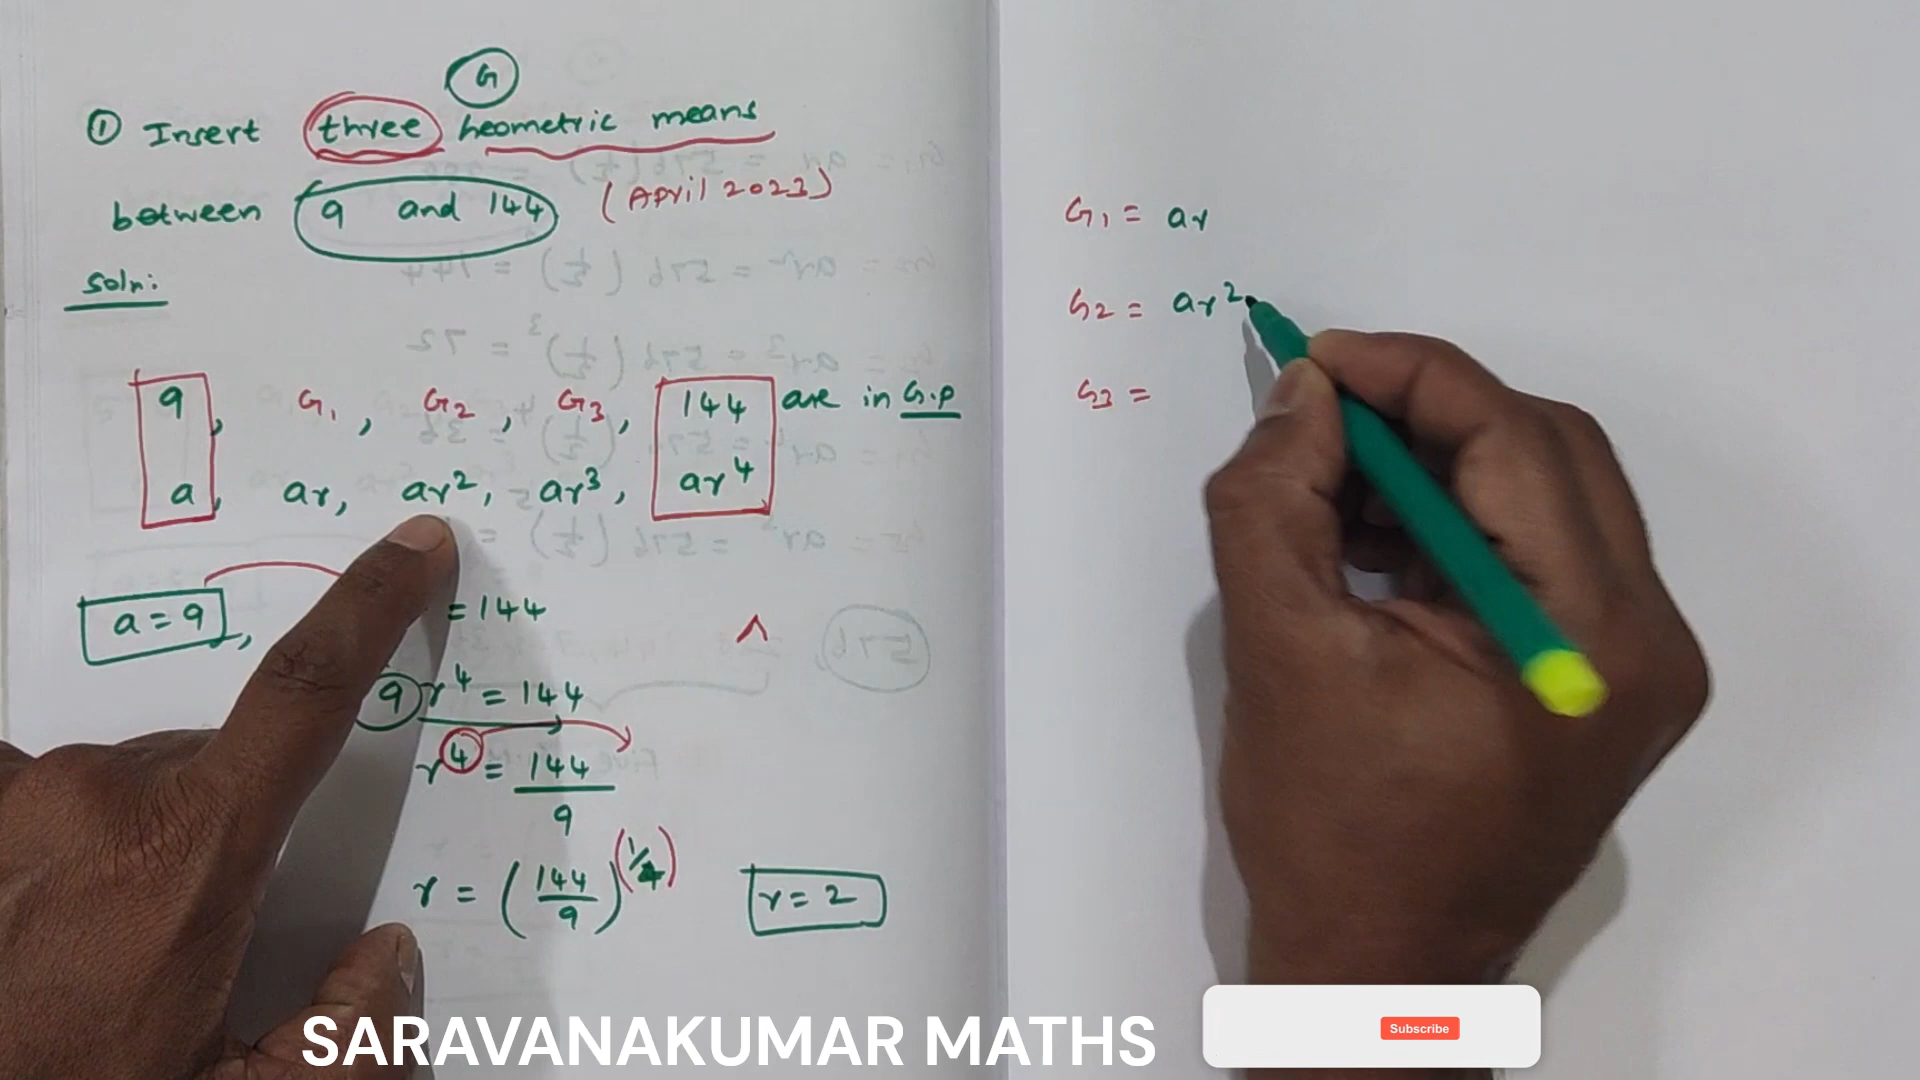 G
① Insert three Geometric means
between 9 and 144 (April 2023)
Soln:
9, G₁, G₂, G₃, 144 are in G.P
a, ar, ar², ar³, ar⁴
a = 9, = 144
9 r⁴ = 144
r⁴ = 144/9
r = (144/9)^(1/4) r = 2
G₁ = ar
G₂ = ar²
G₃ =
SARAVANAKUMAR MATHS
Subscribe